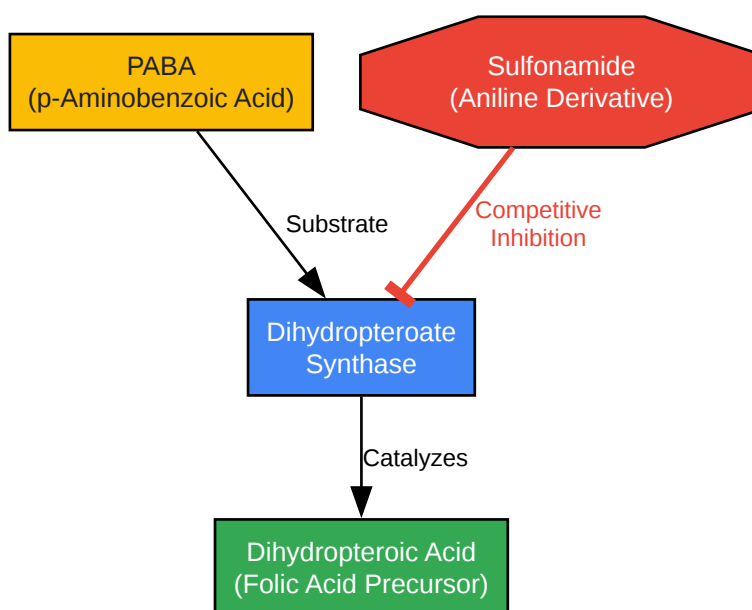 PABA
(p-Aminobenzoic Acid)
Sulfonamide
(Aniline Derivative)
Substrate
Competitive
Inhibition
Dihydropteroate
Synthase
Catalyzes
Dihydropteroic Acid
(Folic Acid Precursor)